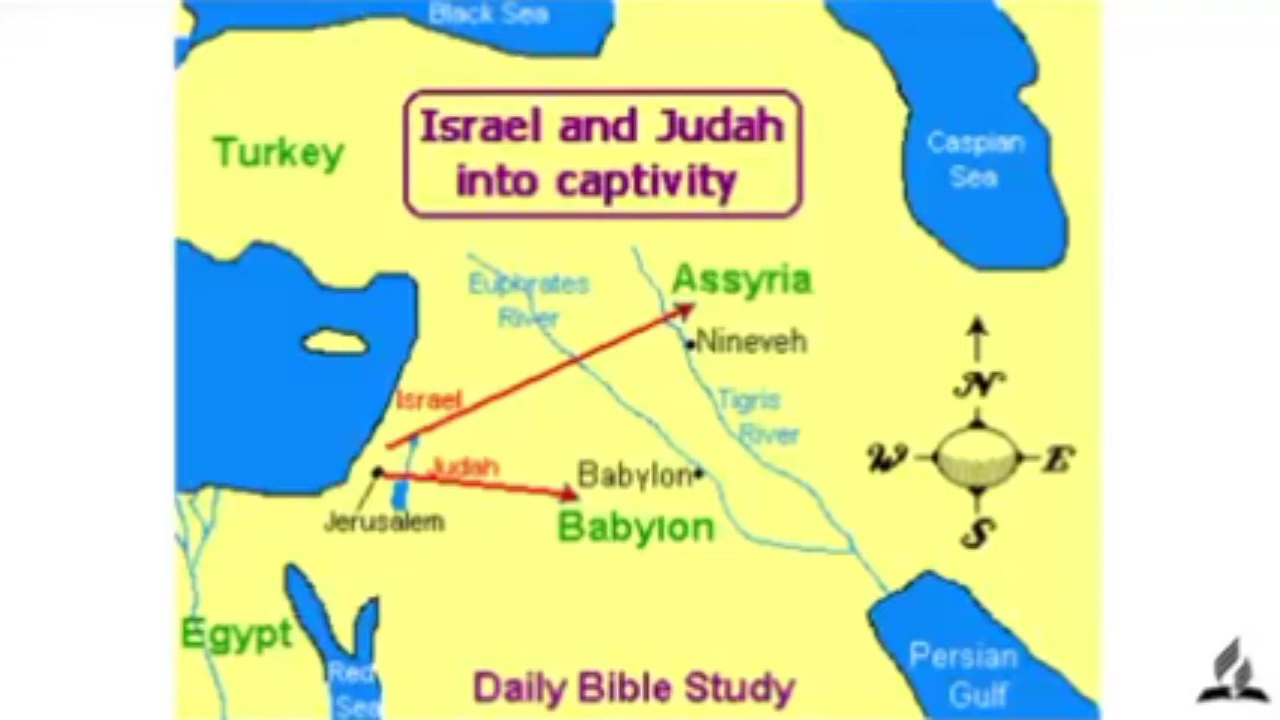 Black Sea
Israel and Judah
into captivity
Turkey
Caspian
Sea
Euphrates
River
Assyria
Nineveh
Israel
Tigris
River
N
W
E
S
Judah
Babylon
Jerusalem
Babylon
Egypt
Red
Sea
Persian
Gulf
Daily Bible Study